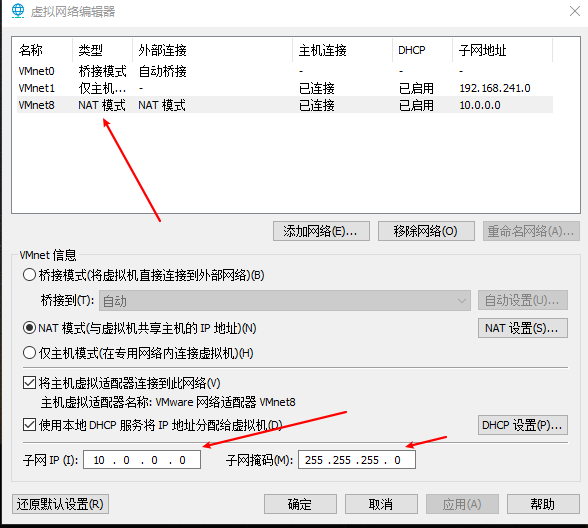 虚拟网络编辑器
名称 类型 外部连接 主机连接 DHCP 子网地址
VMnet0 桥接模式 自动桥接 - - -
VMnet1 仅主机... - 已连接 已启用 192.168.241.0
VMnet8 NAT 模式 NAT 模式 已连接 已启用 10.0.0.0
添加网络(E)... 移除网络(O) 重命名网络(A)...
VMnet 信息
桥接模式(将虚拟机直接连接到外部网络)(B)
桥接到(T): 自动 自动设置(U)...
NAT 模式(与虚拟机共享主机的 IP 地址)(N) NAT 设置(S)...
仅主机模式(在专用网络内连接虚拟机)(H)
将主机虚拟适配器连接到此网络(V)
主机虚拟适配器名称: VMware 网络适配器 VMnet8
使用本地 DHCP 服务将 IP 地址分配给虚拟机(D) DHCP 设置(P)...
子网 IP (I): 10 . 0 . 0 . 0 子网掩码(M): 255 .255 .255 . 0
还原默认设置(R) 确定 取消 应用(A) 帮助